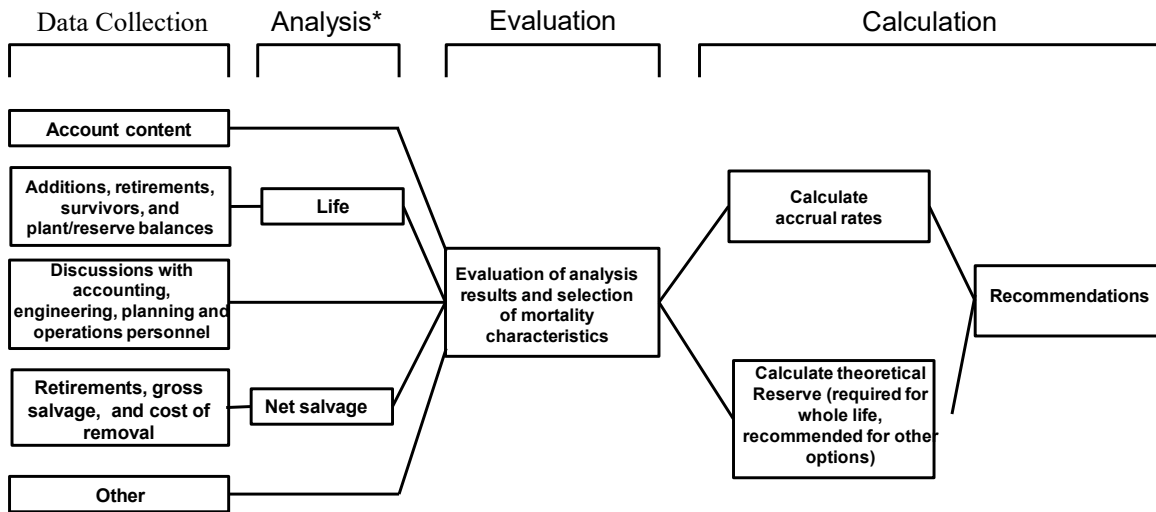 Data Collection
Analysis*
Evaluation
Calculation
Account content
Additions, retirements,
survivors, and
plant/reserve balances
Life
Discussions with
accounting,
engineering, planning and
operations personnel
Retirements, gross
salvage, and cost of
removal
Net salvage
Other
Evaluation of analysis
results and selection
of mortality
characteristics
Calculate
accrual rates
Calculate theoretical
Reserve (required for
whole life,
recommended for other
options)
Recommendations